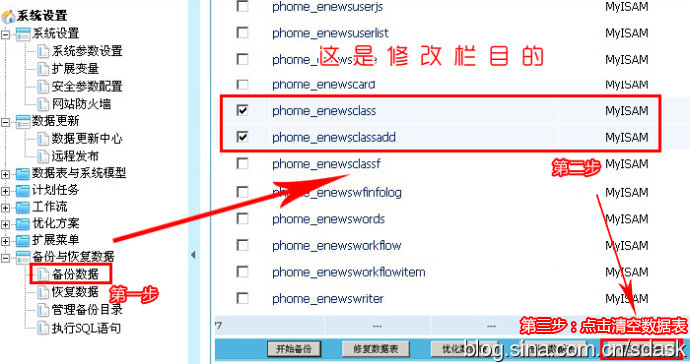 系统设置
系统设置
系统参数设置
扩展变量
安全参数配置
网站防火墙
数据更新
数据更新中心
远程发布
数据表与系统模型
计划任务
工作流
优化方案
扩展菜单
备份与恢复数据
备份数据
恢复数据
管理备份目录
执行SQL语句
第一步
phome_enewsuserjs MyISAM
phome_enewsuserlist MyISAM
这是修改栏目的
MyISAM
phome_enewscard MyISAM
phome_enewsclass MyISAM
phome_enewsclassadd MyISAM
phome_enewsclassf MyISAM
第二步
phome_enewswfinfolog MyISAM
phome_enewswords MyISAM
phome_enewsworkflow MyISAM
phome_enewsworkflowitem MyISAM
phome_enewswriter MyISAM
第三步:点击清空数据表
--- --- ---
开始备份 修复数据表
blog.sina.com.cn/sdask